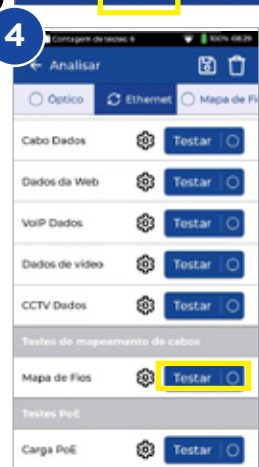 4
Contagem de testes: 6 100% 08:39
← Analisar
Óptico Ethernet Mapa de Fi
Cabo Dados Testar
Dados da Web Testar
VoIP Dados Testar
Dados de vídeo Testar
CCTV Dados Testar
Testes do mapeamento de cabos
Mapa de Fios Testar
Testes PoE
Carga PoE Testar